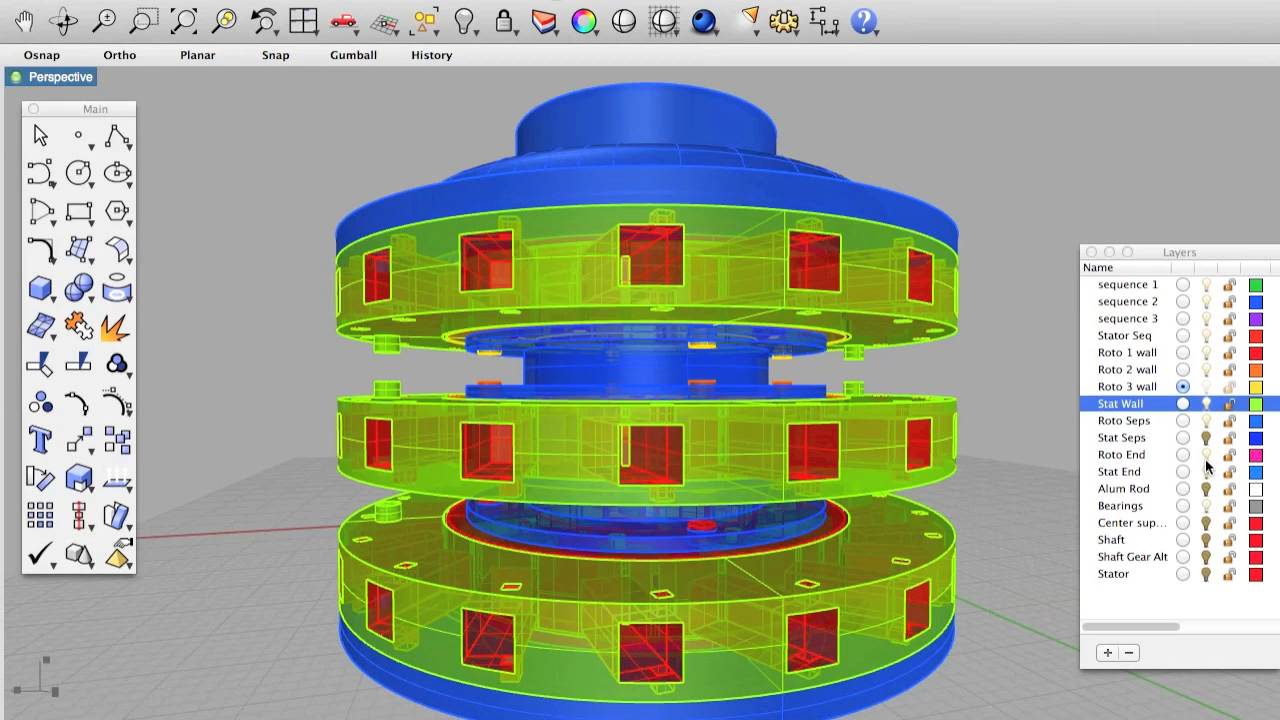 Osnap Ortho Planar Snap Gumball History
Perspective
Main
Layers
Name
sequence 1
sequence 2
sequence 3
Stator Seq
Roto 1 wall
Roto 2 wall
Roto 3 wall
Stat Wall
Roto Seps
Stat Seps
Roto End
Stat End
Alum Rod
Bearings
Center sup...
Shaft
Shaft Gear Alt
Stator